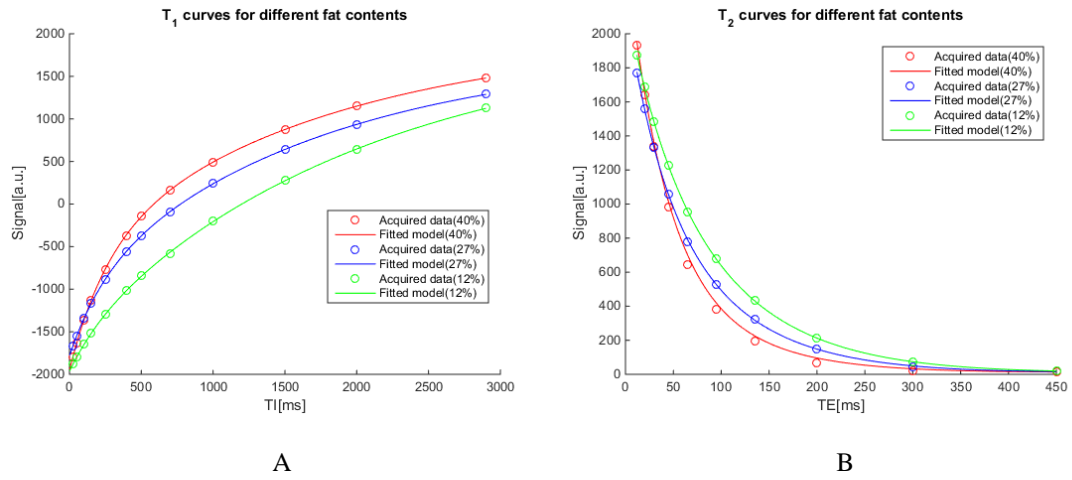 T1 curves for different fat contents
2000
1500
1000
500
0
-500
-1000
-1500
-2000
Signal[a.u.]
Acquired data(40%)
Fitted model(40%)
Acquired data(27%)
Fitted model(27%)
Acquired data(12%)
Fitted model(12%)
0 500 1000 1500 2000 2500 3000
TI[ms]
A
T2 curves for different fat contents
2000
1800
1600
1400
1200
1000
800
600
400
200
0
Signal[a.u.]
Acquired data(40%)
Fitted model(40%)
Acquired data(27%)
Fitted model(27%)
Acquired data(12%)
Fitted model(12%)
0 50 100 150 200 250 300 350 400 450
TE[ms]
B